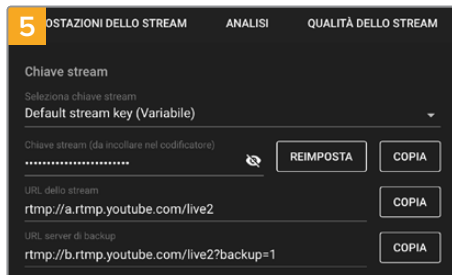 5
OSTAZIONI DELLO STREAM ANALISI QUALITÀ DELLO STREAM
Chiave stream
Seleziona chiave stream
Default stream key (Variabile)
Chiave stream (da incollare nel codificatore)
•••••••••••••••••••••••• REIMPOSTA COPIA
URL dello stream
rtmp://a.rtmp.youtube.com/live2 COPIA
URL server di backup
rtmp://b.rtmp.youtube.com/live2?backup=1 COPIA